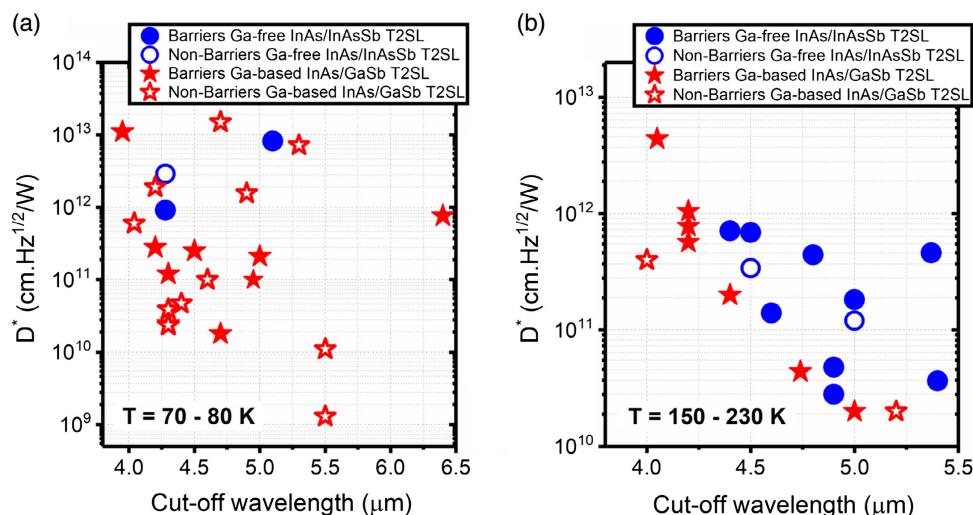 (a)
Barriers Ga-free InAs/InAsSb T2SL
Non-Barriers Ga-free InAs/InAsSb T2SL
Barriers Ga-based InAs/GaSb T2SL
Non-Barriers Ga-based InAs/GaSb T2SL
10^14
10^13
10^12
10^11
10^10
10^9
D* (cm.Hz^1/2/W)
T = 70 - 80 K
4.0 4.5 5.0 5.5 6.0 6.5
Cut-off wavelength (μm)
(b)
Barriers Ga-free InAs/InAsSb T2SL
Non-Barriers Ga-free InAs/InAsSb T2SL
Barriers Ga-based InAs/GaSb T2SL
Non-Barriers Ga-based InAs/GaSb T2SL
10^13
10^12
10^11
10^10
D* (cm.Hz^1/2/W)
T = 150 - 230 K
4.0 4.5 5.0 5.5
Cut-off wavelength (μm)